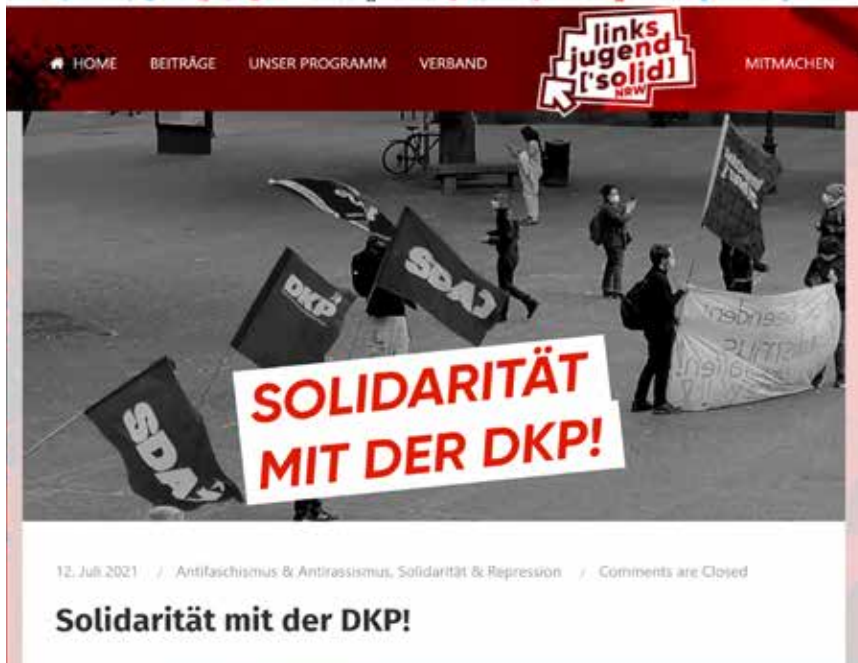 HOME BEITRÄGE UNSER PROGRAMM VERBAND
links
jugend
['solid]
NRW
MITMACHEN
DKP
SDAJ
SDAJ
SOLIDARITÄT
MIT DER DKP!
12. Juli 2021 / Antifaschismus & Antirassismus, Solidarität & Repression / Comments are Closed
Solidarität mit der DKP!